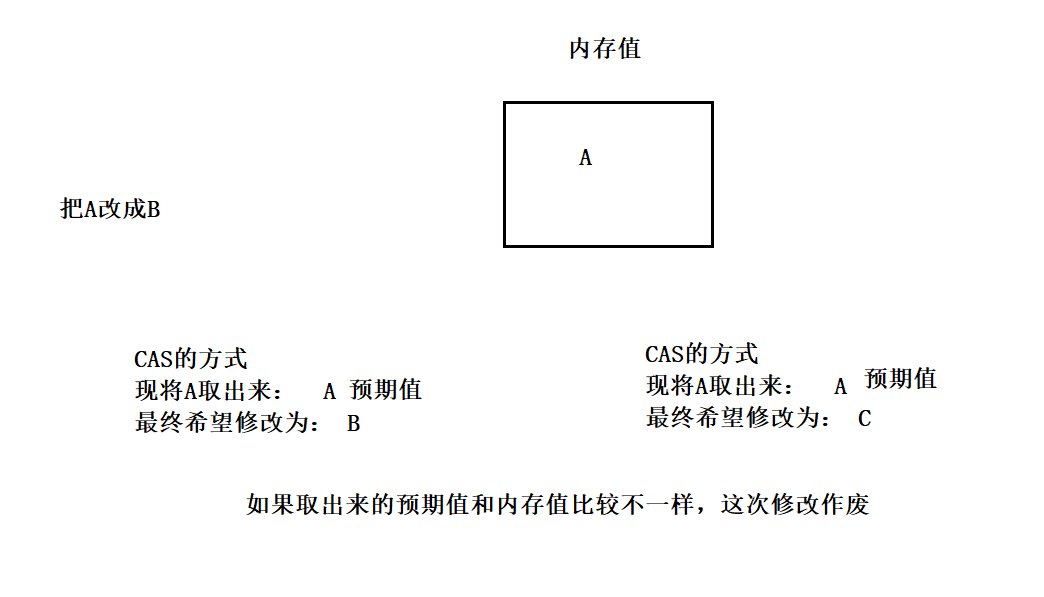 内存值
A
把A改成B
CAS的方式
现将A取出来： A 预期值
最终希望修改为： B
CAS的方式
现将A取出来： A 预期值
最终希望修改为： C
如果取出来的预期值和内存值比较不一样，这次修改作废